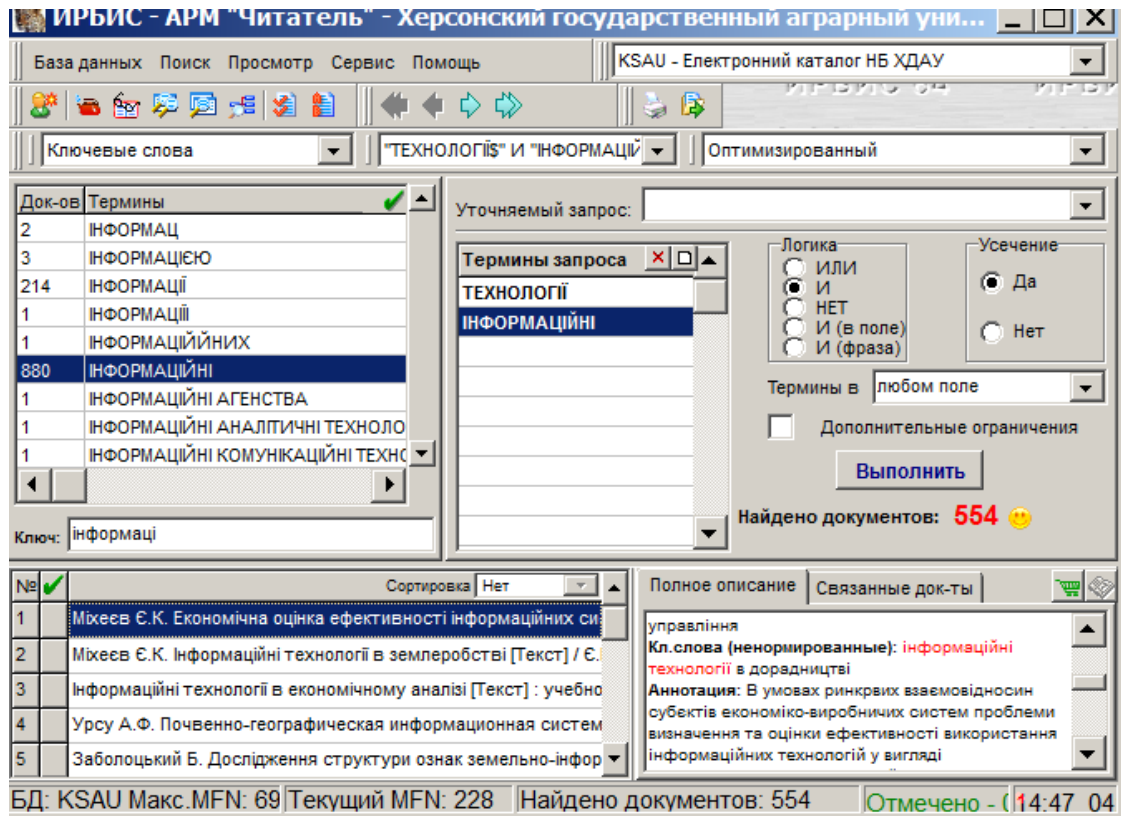 ИРБИС - АРМ "Читатель" - Херсонский государственный аграрный уни...
База данных Поиск Просмотр Сервис Помощь
KSAU - Електронний каталог НБ ХДАУ
Ключевые слова
"ТЕХНОЛОГІЇ$" И "ІНФОРМАЦІЙ
Оптимизированный
Док-ов Термины
2 ІНФОРМАЦ
3 ІНФОРМАЦІЄЮ
214 ІНФОРМАЦІЇ
1 ІНФОРМАЦІЇІ
1 ІНФОРМАЦІЙЙНИХ
880 ІНФОРМАЦІЙНІ
1 ІНФОРМАЦІЙНІ АГЕНСТВА
1 ІНФОРМАЦІЙНІ АНАЛІТИЧНІ ТЕХНОЛО
1 ІНФОРМАЦІЙНІ КОМУНІКАЦІЙНІ ТЕХНО
Ключ: інформаці
Уточняемый запрос:
Термины запроса
ТЕХНОЛОГІЇ
ІНФОРМАЦІЙНІ
Логика
ИЛИ
И
НЕТ
И (в поле)
И (фраза)
Усечение
Да
Нет
Термины в любом поле
Дополнительные ограничения
Выполнить
Найдено документов: 554
№ Сортировка Нет
1 Міхеєв Є.К. Економічна оцінка ефективності інформаційних си
2 Міхеєв Є.К. Інформаційні технології в землеробстві [Текст] / Є.
3 Інформаційні технології в економічному аналізі [Текст] : учебно
4 Урсу А.Ф. Почвенно-географическая информационная систем
5 Заболоцький Б. Дослідження структури ознак земельно-інфор
Полное описание Связанные док-ты
управління
Кл.слова (ненормированные): інформаційні
технології в дорадництві
Аннотация: В умовах ринкрвих взаємовідносин
субєктів економіко-виробничих систем проблеми
визначення та оцінки ефективності використання
інформаційних технологій у вигляді
БД: KSAU Макс.MFN: 69 Текущий MFN: 228 Найдено документов: 554 Отмечено - 14:47 04